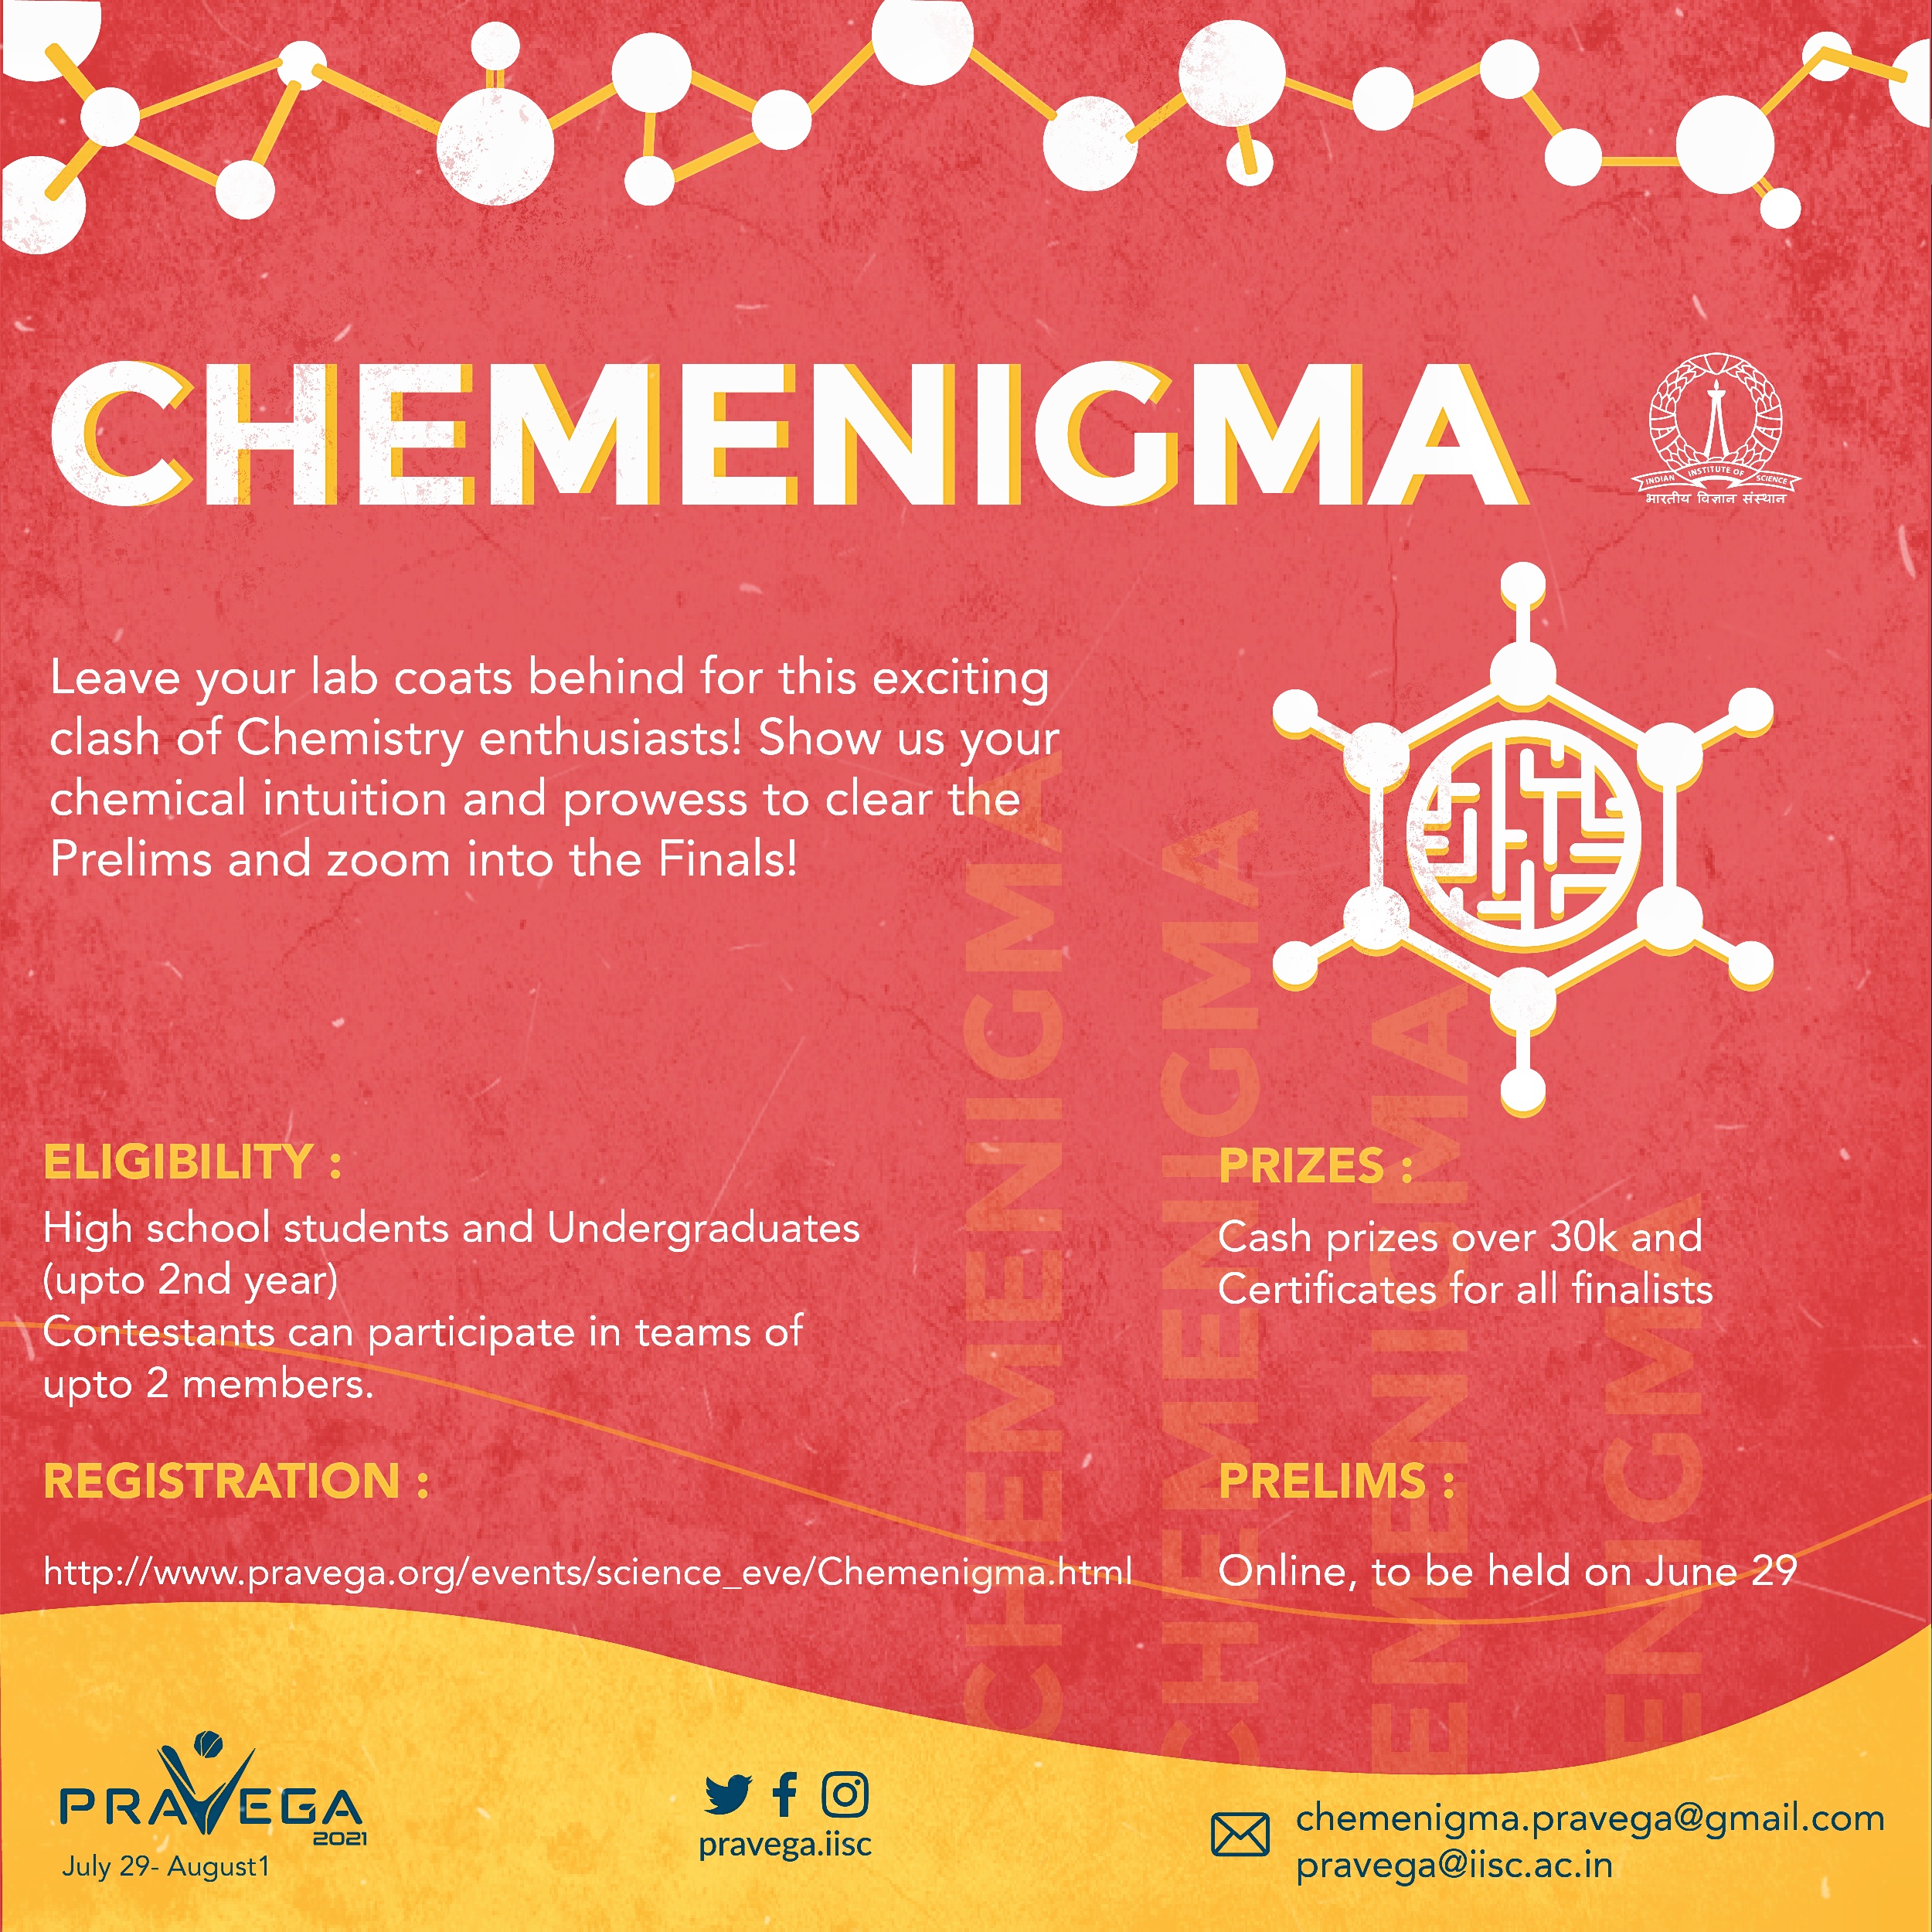 CHEMENIGMA
INDIAN INSTITUTE OF SCIENCE
भारतीय विज्ञान संस्थान
Leave your lab coats behind for this exciting
clash of Chemistry enthusiasts! Show us your
chemical intuition and prowess to clear the
Prelims and zoom into the Finals!
CHEMENIGMA
CHEMENIGMA
EMENIGMA
ENIGMA
ELIGIBILITY :
High school students and Undergraduates
(upto 2nd year)
Contestants can participate in teams of
upto 2 members.
PRIZES :
Cash prizes over 30k and
Certificates for all finalists
REGISTRATION :
http://www.pravega.org/events/science_eve/Chemenigma.html
PRELIMS :
Online, to be held on June 29
PRAVEGA
2021
July 29- August1
pravega.iisc
chemenigma.pravega@gmail.com
pravega@iisc.ac.in